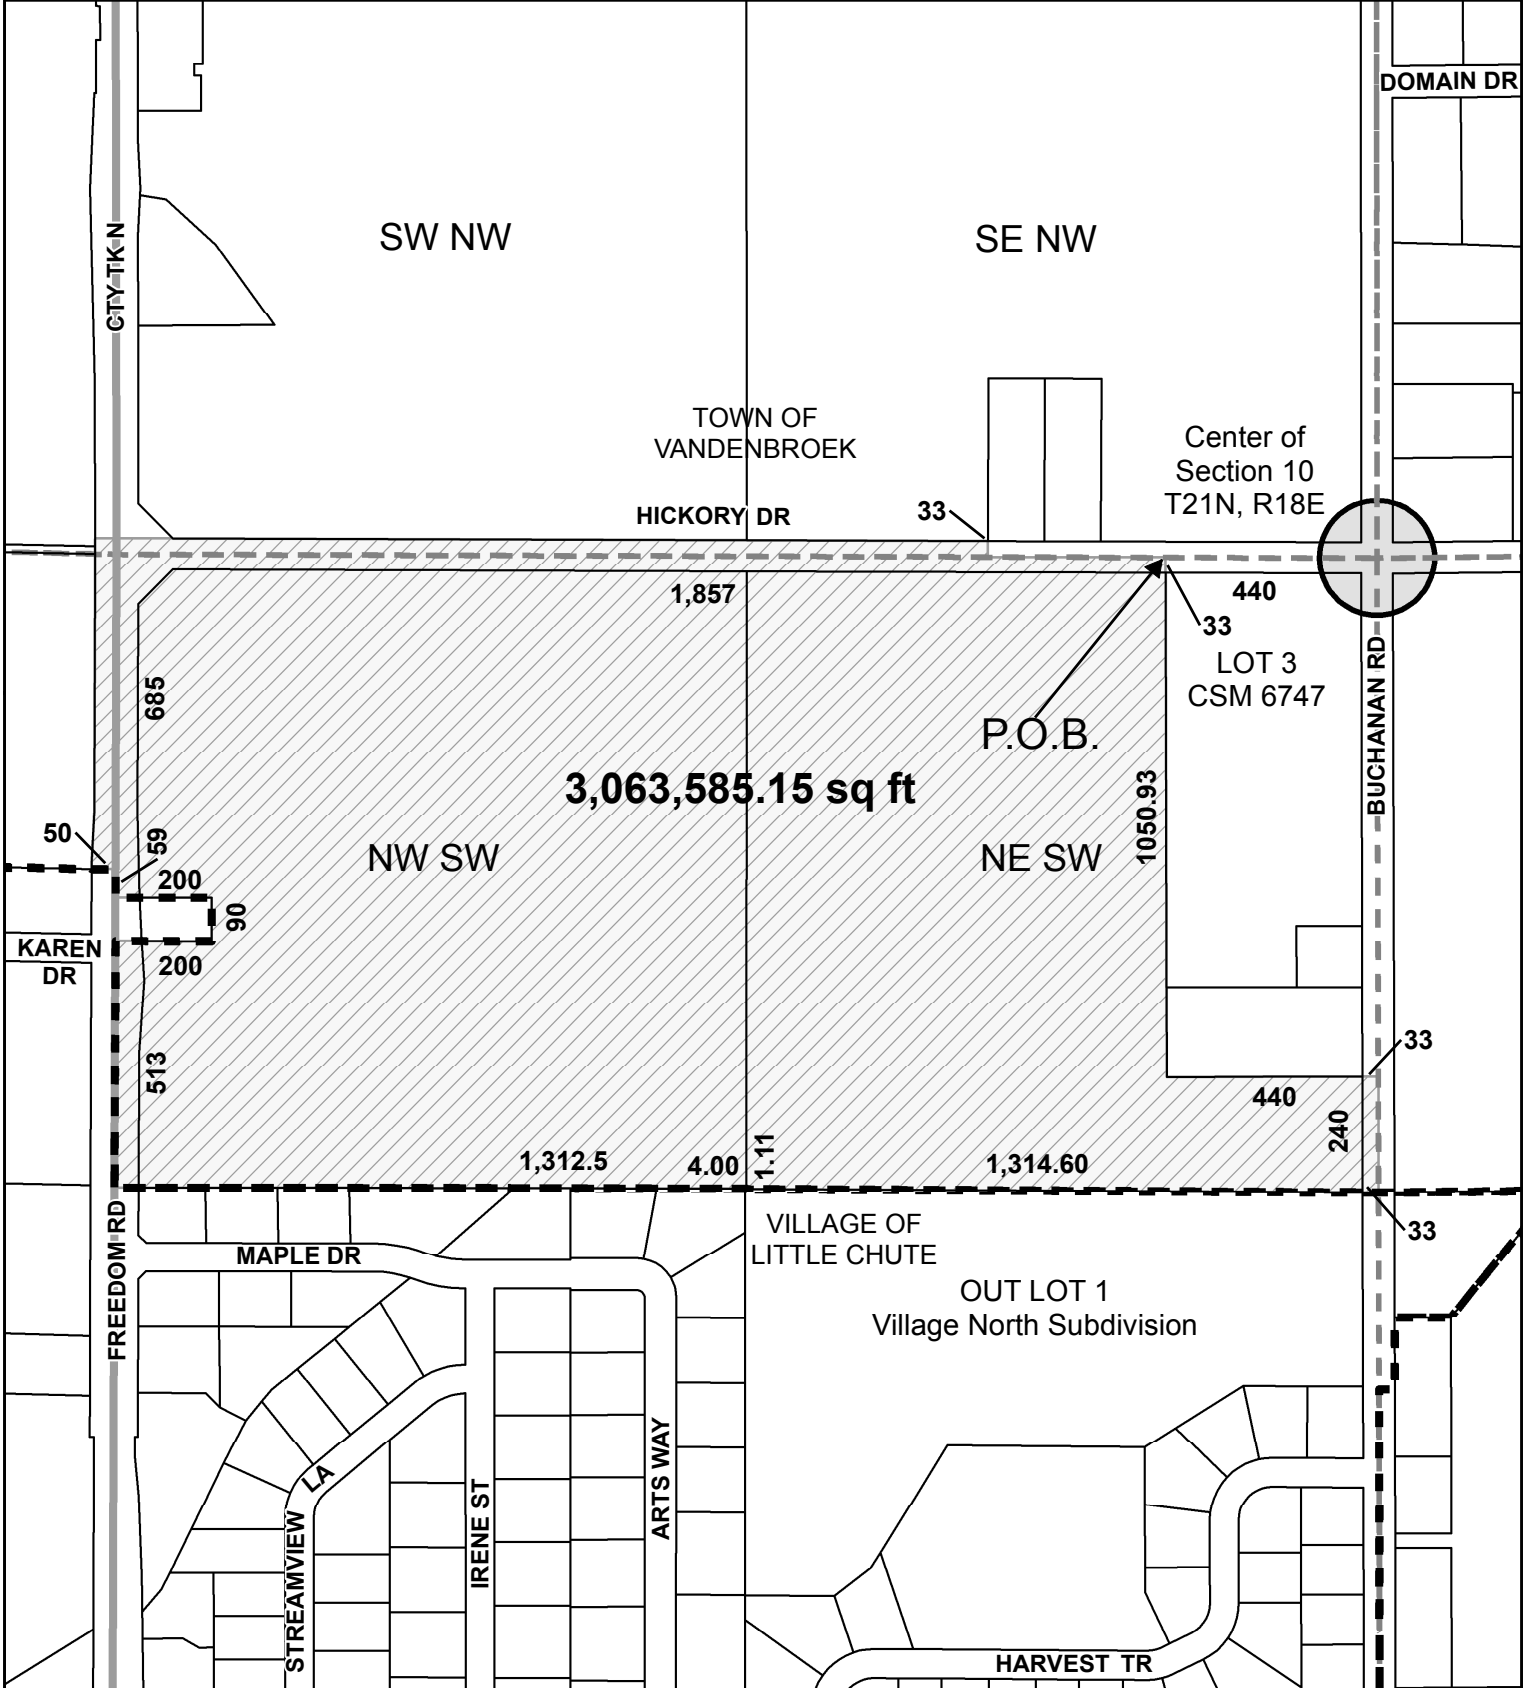 DOMAIN DR
CTY TK N
SW NW
SE NW
TOWN OF
VANDENBROEK
Center of
Section 10
T21N, R18E
HICKORY DR
33
1,857
440
33
LOT 3
CSM 6747
BUCHANAN RD
685
P.O.B.
3,063,585.15 sq ft
1050.93
50
59
NW SW
NE SW
200
90
KAREN
DR
200
513
33
440
240
1,312.5
4.00
1.11
1,314.60
33
FREEDOM RD
MAPLE DR
VILLAGE OF
LITTLE CHUTE
OUT LOT 1
Village North Subdivision
STREAMVIEW LA
IRENE ST
ARTS WAY
HARVEST TR